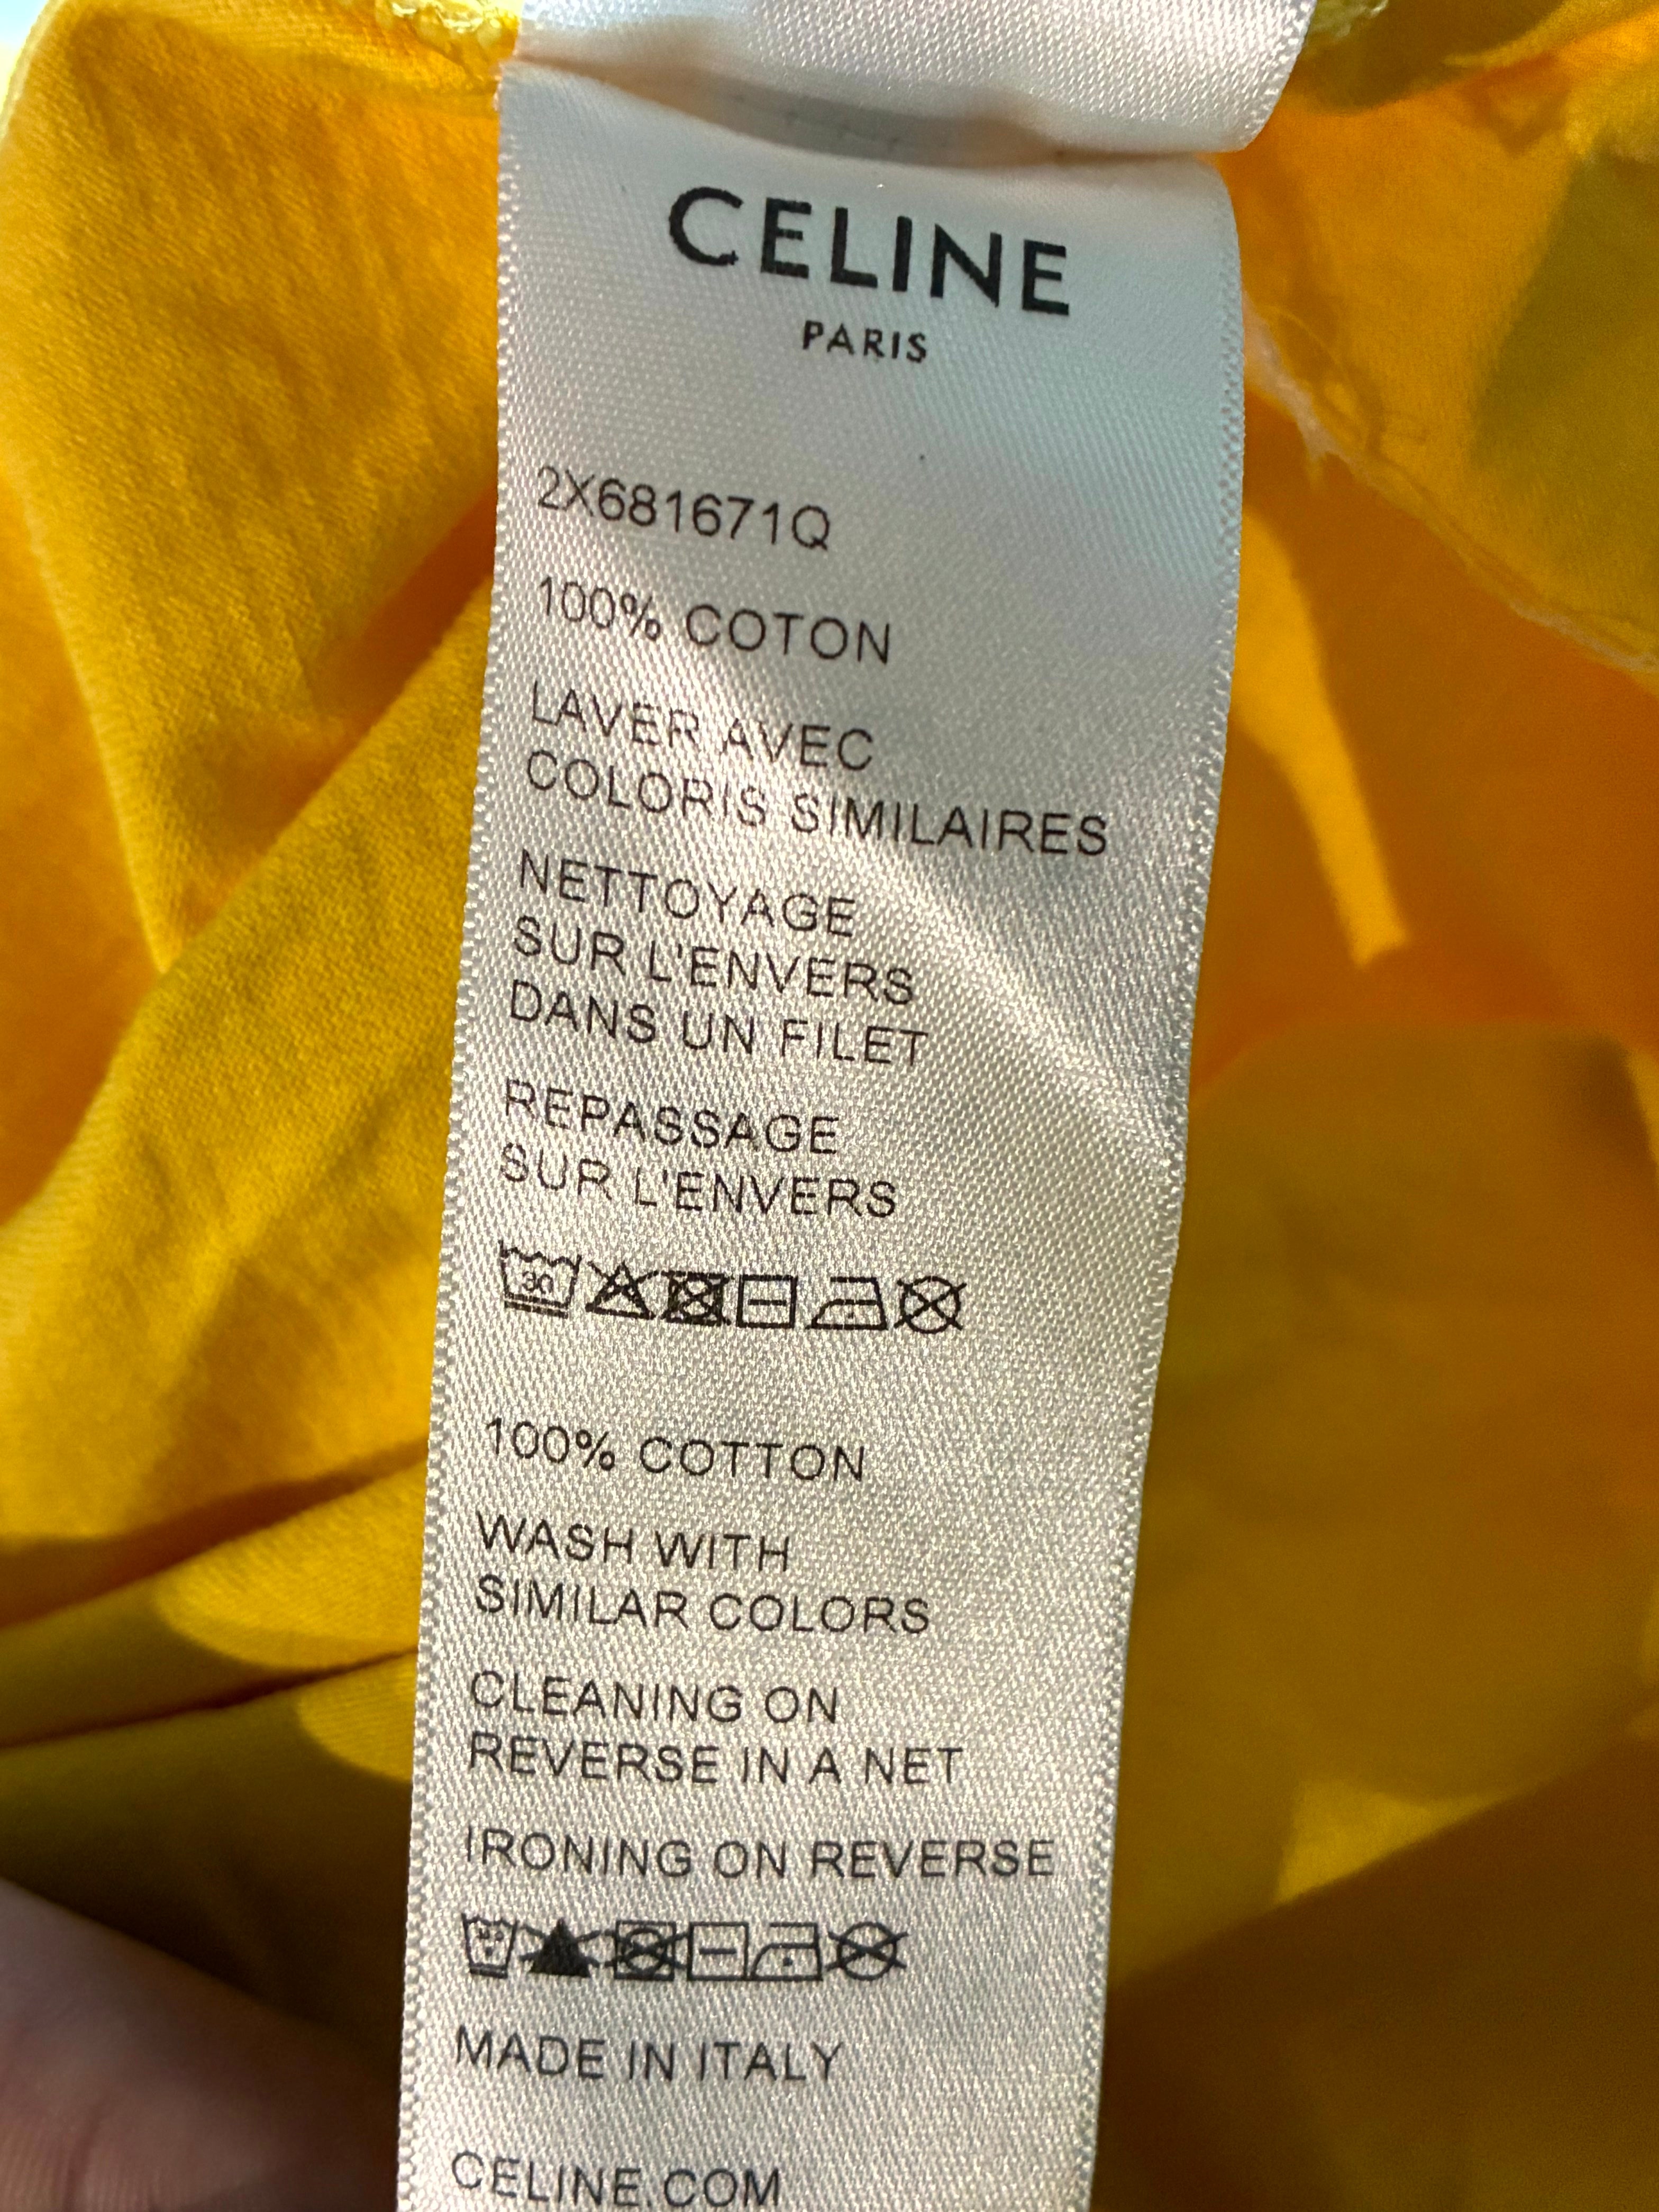 CELINE
PARIS
2X681671Q
100% COTON
LAVER AVEC
COLORIS SIMILAIRES
NETTOYAGE
SUR L'ENVERS
DANS UN FILET
REPASSAGE
SUR L'ENVERS
30
100% COTTON
WASH WITH
SIMILAR COLORS
CLEANING ON
REVERSE IN A NET
IRONING ON REVERSE
MADE IN ITALY
CELINE.COM